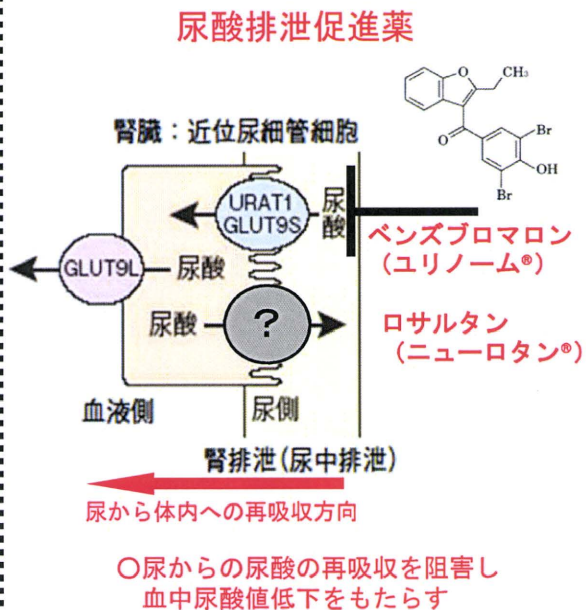 尿酸排泄促進薬
O
CH₃
O
Br
OH
Br
腎臓：近位尿細管細胞
URAT1
GLUT9S
尿酸
ベンズブロマロン
（ユリノーム®）
GLUT9L
尿酸
尿酸
?
ロサルタン
（ニューロタン®）
血液側
尿側
腎排泄（尿中排泄）
尿から体内への再吸収方向
○尿からの尿酸の再吸収を阻害し
血中尿酸値低下をもたらす